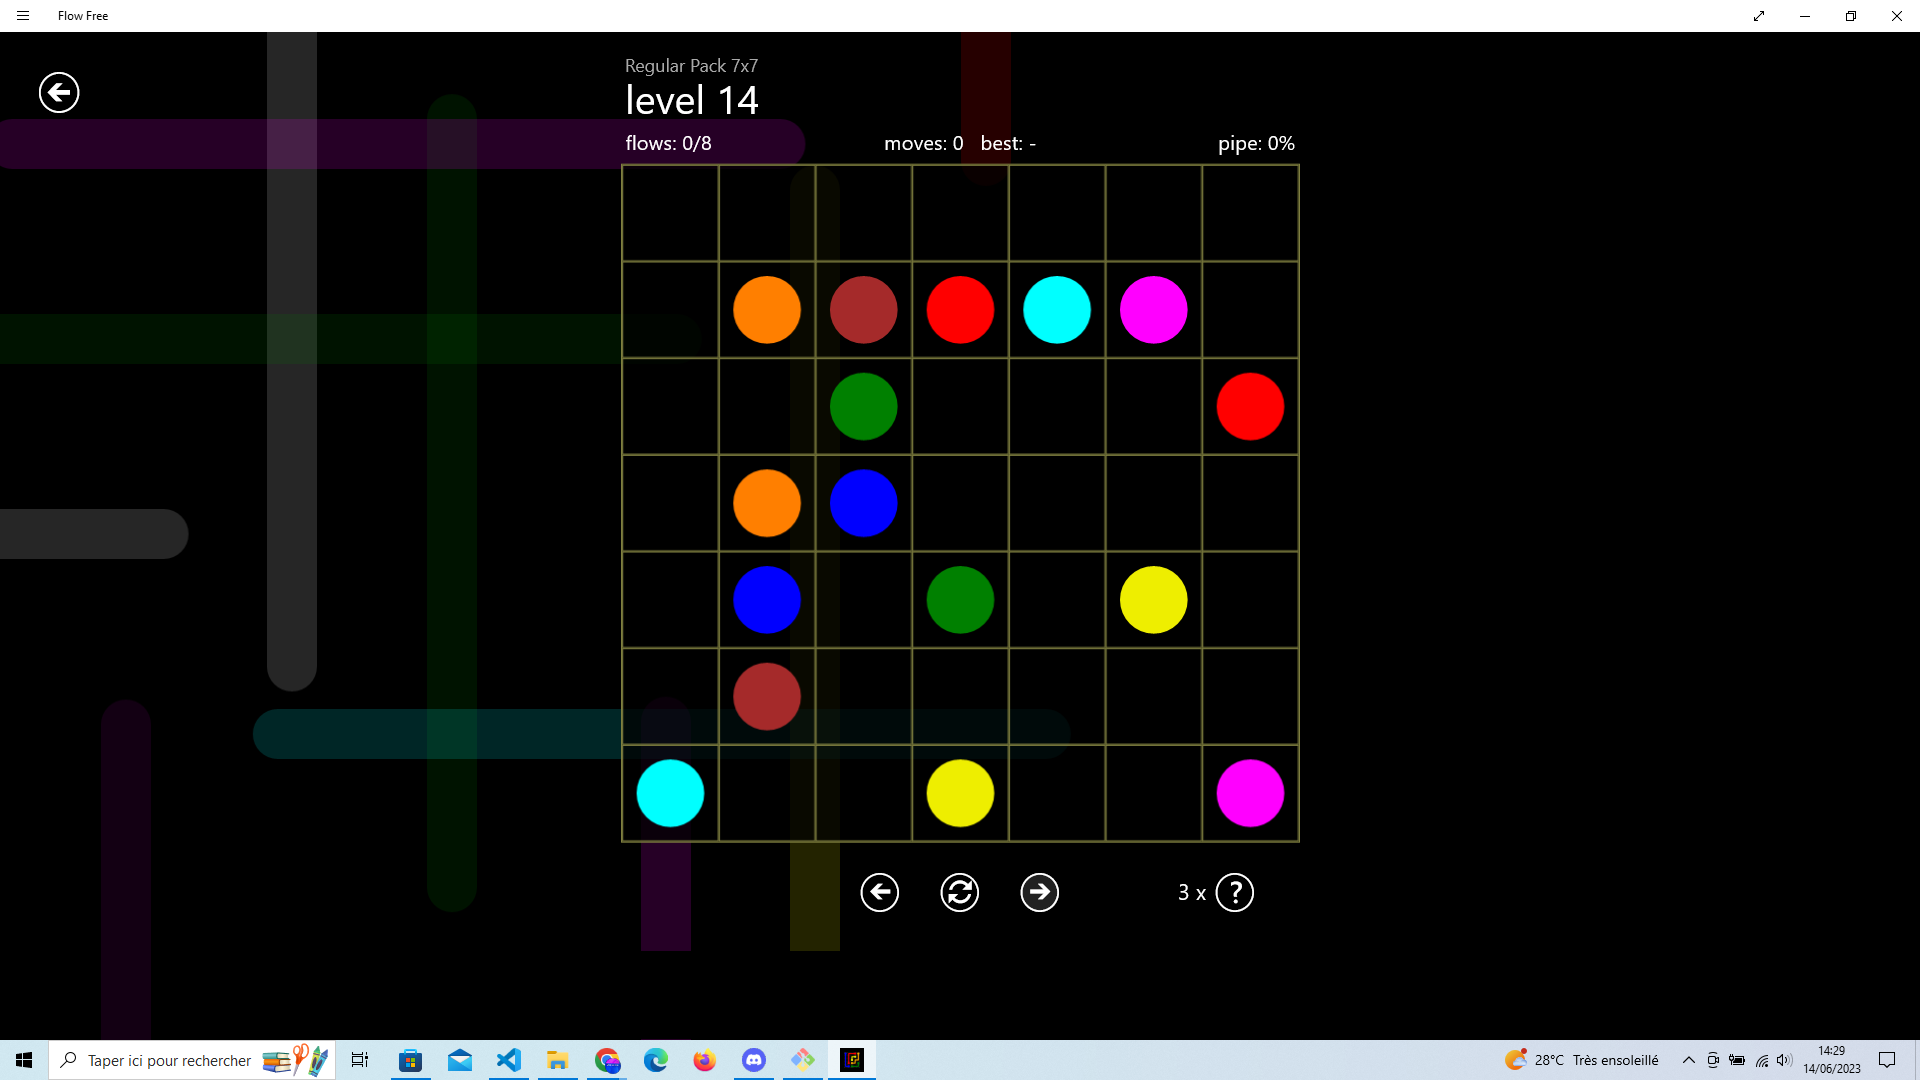 Flow Free
Regular Pack 7x7
level 14
flows: 0/8 moves: 0 best: - pipe: 0%
3 x ?
Taper ici pour rechercher
28°C Très ensoleillé
14:29
14/06/2023